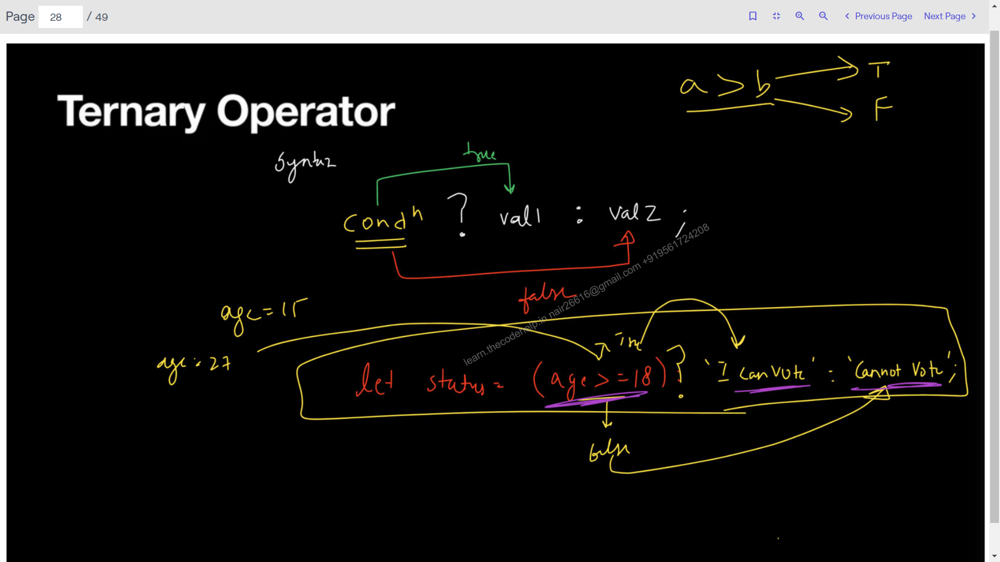 Page 28 / 49 Previous Page Next Page
a > b T
F
Ternary Operator
Syntax
true
Condn ? val1 : val2 ;
false
learn.thecodehelp.in nair26616@gmail.com +919561724208
age = 15
age : 27
True
let status = (age >= 18) ? 'I can Vote' : 'Cannot Vote';
false